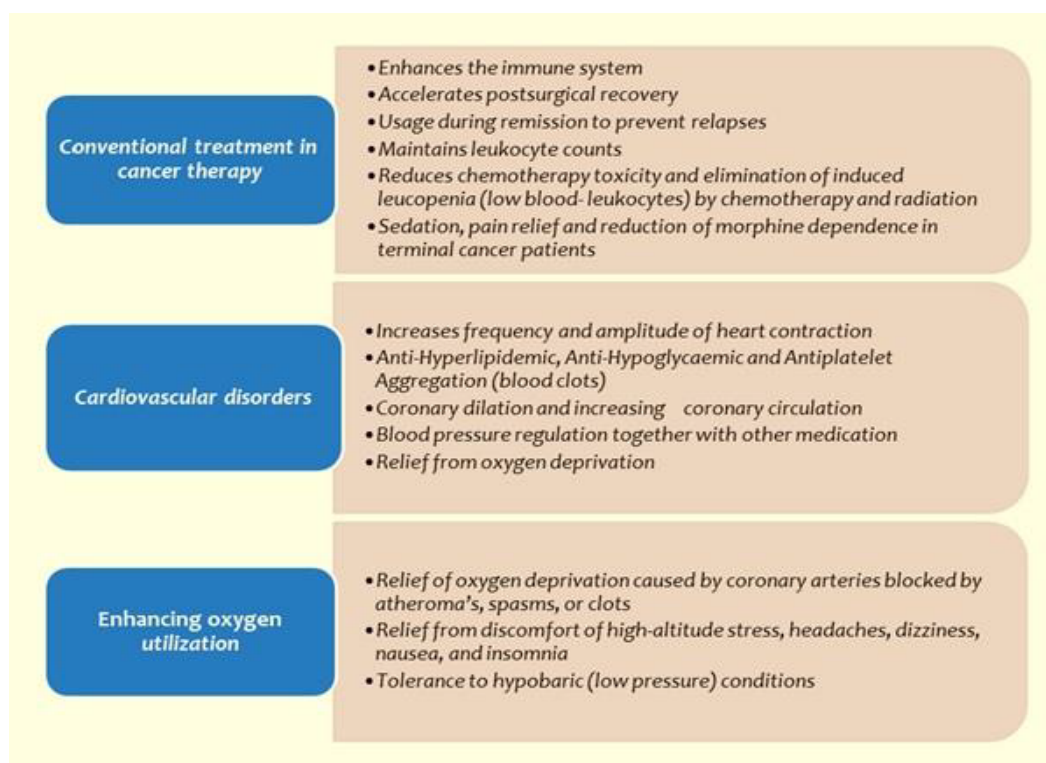 Conventional treatment in
cancer therapy
•Enhances the immune system
•Accelerates postsurgical recovery
•Usage during remission to prevent relapses
•Maintains leukocyte counts
•Reduces chemotherapy toxicity and elimination of induced
leucopenia (low blood- leukocytes) by chemotherapy and radiation
•Sedation, pain relief and reduction of morphine dependence in
terminal cancer patients
Cardiovascular disorders
•Increases frequency and amplitude of heart contraction
•Anti-Hyperlipidemic, Anti-Hypoglycaemic and Antiplatelet
Aggregation (blood clots)
•Coronary dilation and increasing coronary circulation
•Blood pressure regulation together with other medication
•Relief from oxygen deprivation
Enhancing oxygen
utilization
•Relief of oxygen deprivation caused by coronary arteries blocked by
atheroma's, spasms, or clots
•Relief from discomfort of high-altitude stress, headaches, dizziness,
nausea, and insomnia
•Tolerance to hypobaric (low pressure) conditions